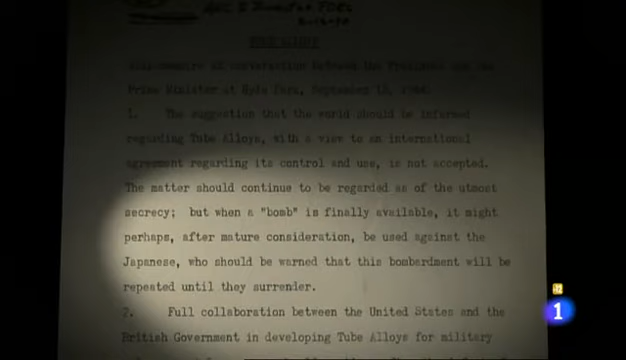 TUBE ALLOYS
Aide-memoire of conversation between the President and the
Prime Minister at Hyde Park, September 18, 1944.
1. The suggestion that the world should be informed
regarding Tube Alloys, with a view to an international
agreement regarding its control and use, is not accepted.
The matter should continue to be regarded as of the utmost
secrecy; but when a "bomb" is finally available, it might
perhaps, after mature consideration, be used against the
Japanese, who should be warned that this bombardment will be
repeated until they surrender.
2. Full collaboration between the United States and the
British Government in developing Tube Alloys for military
1